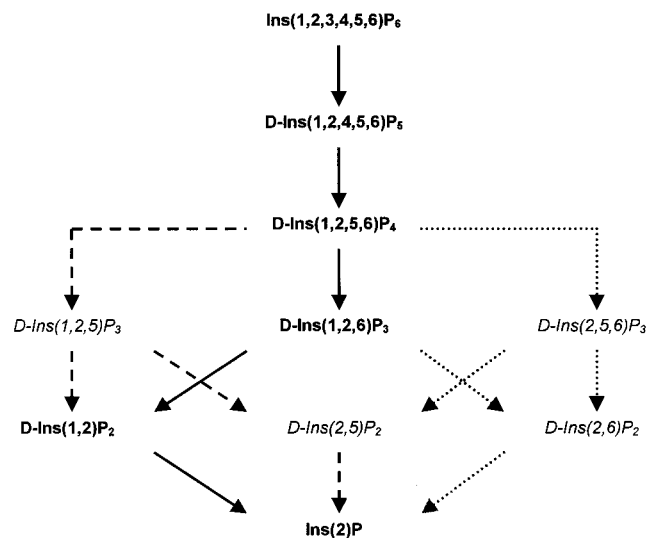 Ins(1,2,3,4,5,6)P₆
D-Ins(1,2,4,5,6)P₅
D-Ins(1,2,5,6)P₄
D-Ins(1,2,5)P₃ D-Ins(1,2,6)P₃ D-Ins(2,5,6)P₃
D-Ins(1,2)P₂ D-Ins(2,5)P₂ D-Ins(2,6)P₂
Ins(2)P